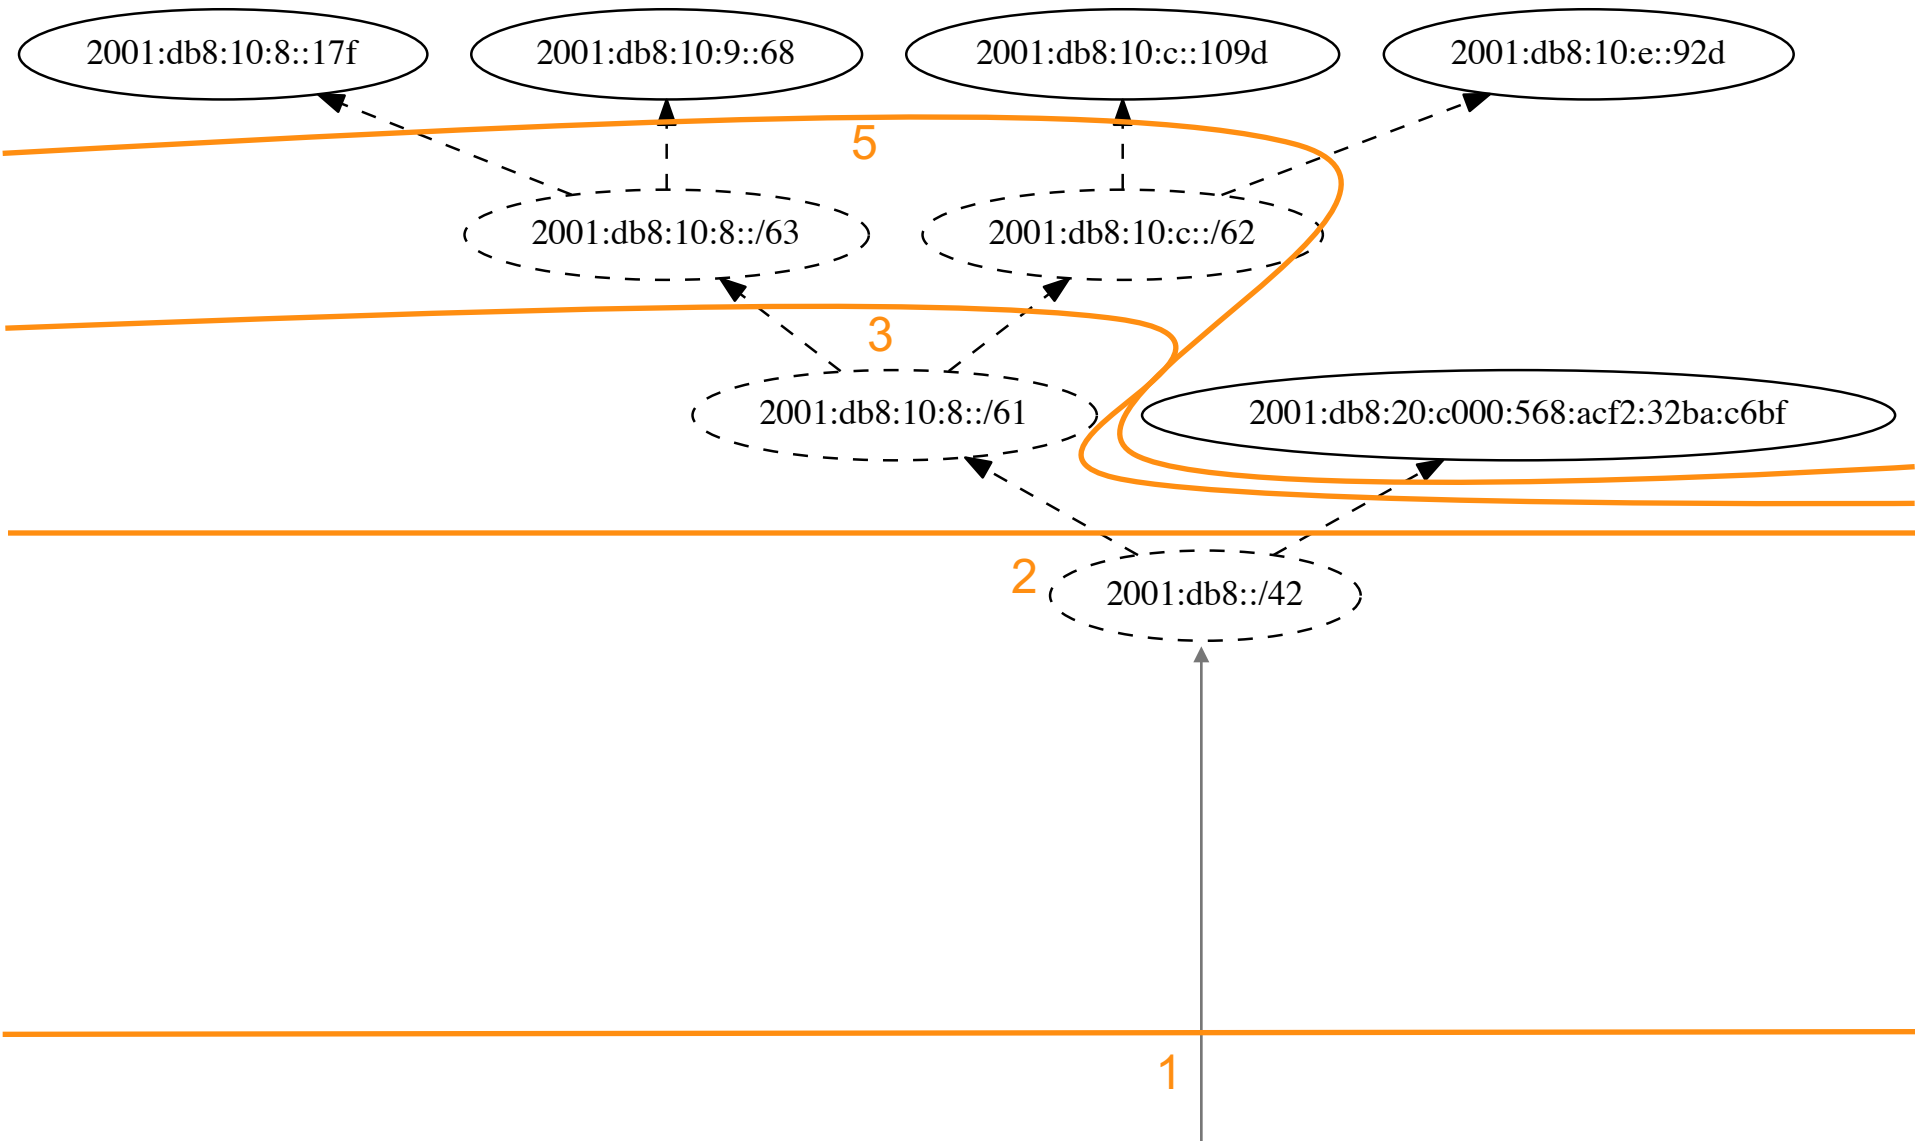 2001:db8:10:8::17f
2001:db8:10:9::68
2001:db8:10:c::109d
2001:db8:10:e::92d
5
2001:db8:10:8::/63
2001:db8:10:c::/62
3
2001:db8:10:8::/61
2001:db8:20:c000:568:acf2:32ba:c6bf
2
2001:db8::/42
1